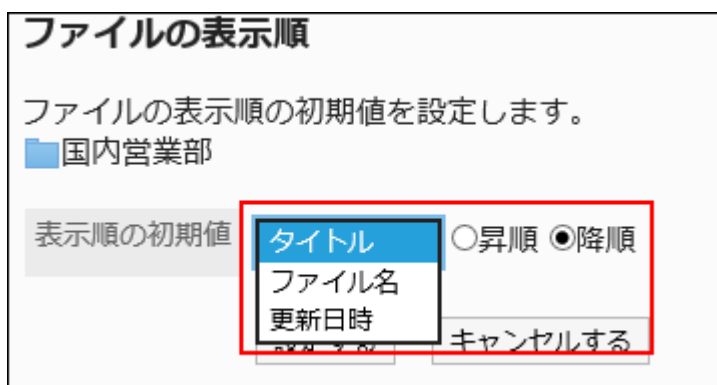 ファイルの表示順
ファイルの表示順の初期値を設定します。
国内営業部
表示順の初期値
タイトル
昇順
降順
ファイル名
更新日時
キャンセルする